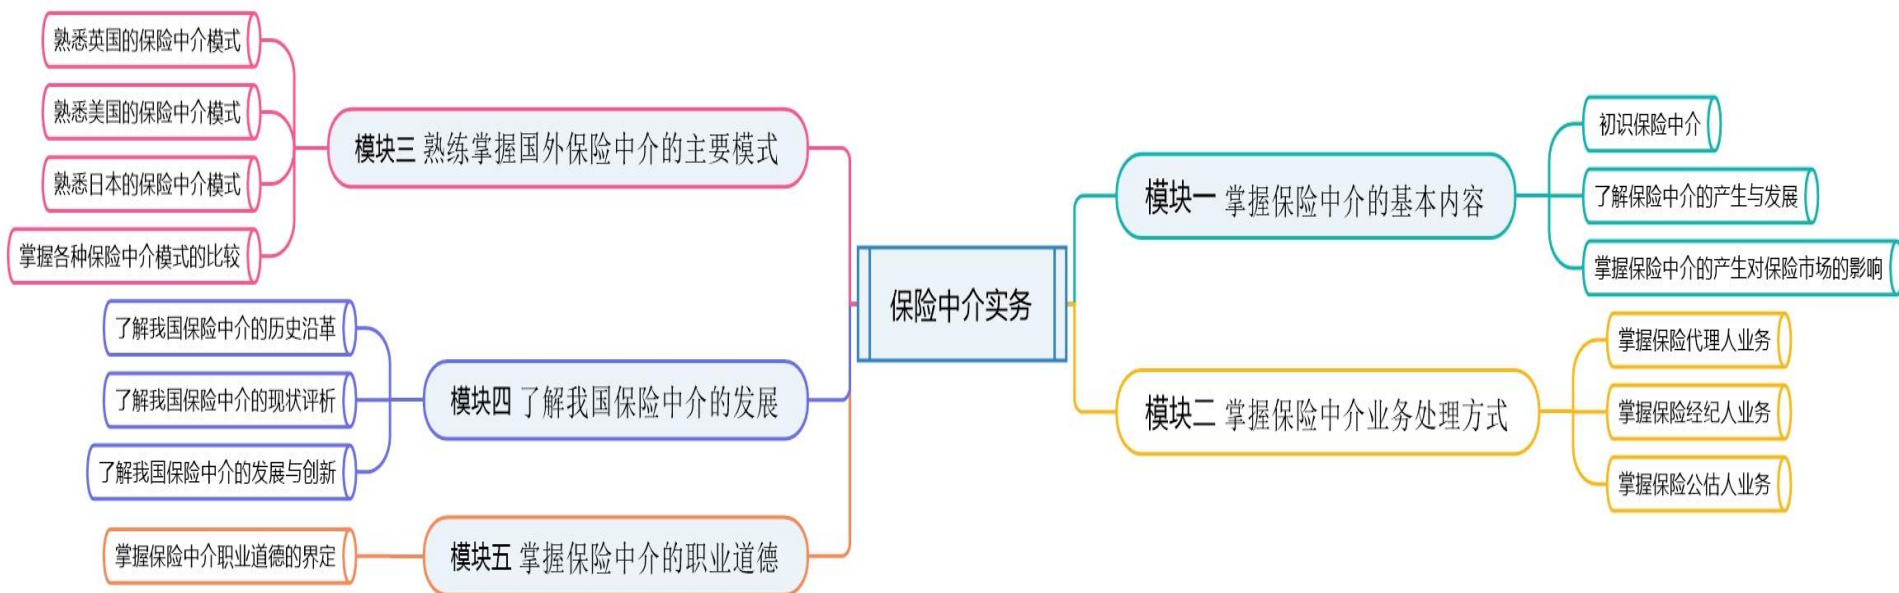 保险中介实务
模块一 掌握保险中介的基本内容
初识保险中介
了解保险中介的产生与发展
掌握保险中介的产生对保险市场的影响
模块二 掌握保险中介业务处理方式
掌握保险代理人业务
掌握保险经纪人业务
掌握保险公估人业务
模块三 熟练掌握国外保险中介的主要模式
熟悉英国的保险中介模式
熟悉美国的保险中介模式
熟悉日本的保险中介模式
掌握各种保险中介模式的比较
模块四 了解我国保险中介的发展
了解我国保险中介的历史沿革
了解我国保险中介的现状评析
了解我国保险中介的发展与创新
模块五 掌握保险中介的职业道德
掌握保险中介职业道德的界定